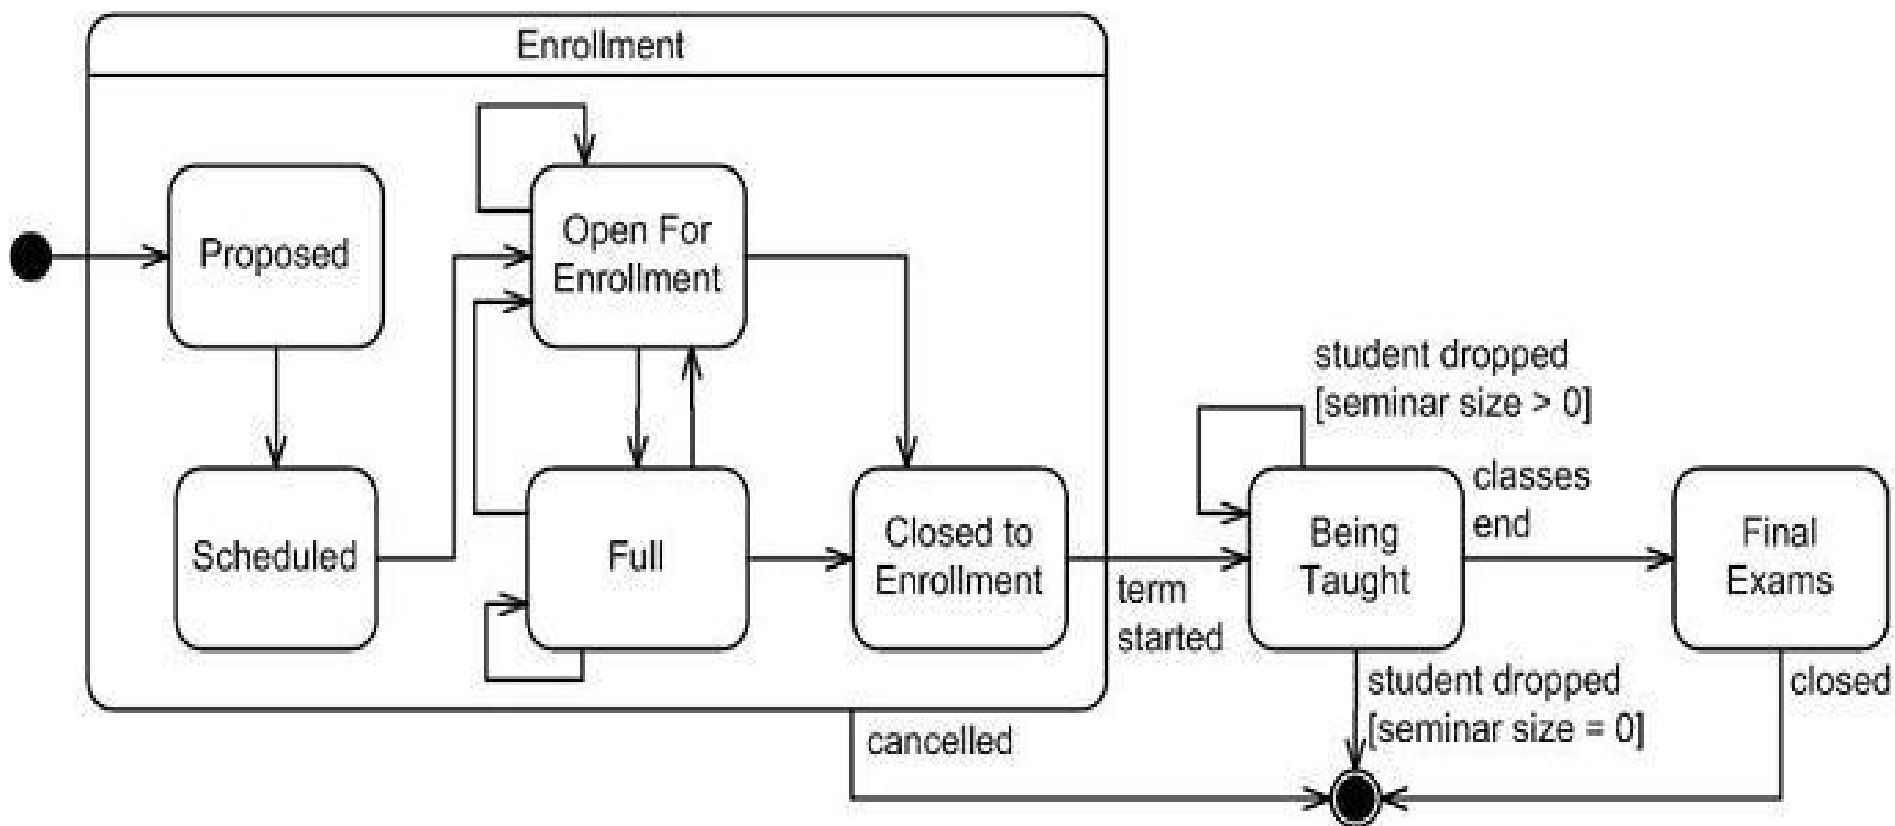 Enrollment
Proposed
Open For
Enrollment
Scheduled
Full
Closed to
Enrollment
term
started
student dropped
[seminar size > 0]
Being
Taught
classes
end
Final
Exams
student dropped
[seminar size = 0]
closed
cancelled